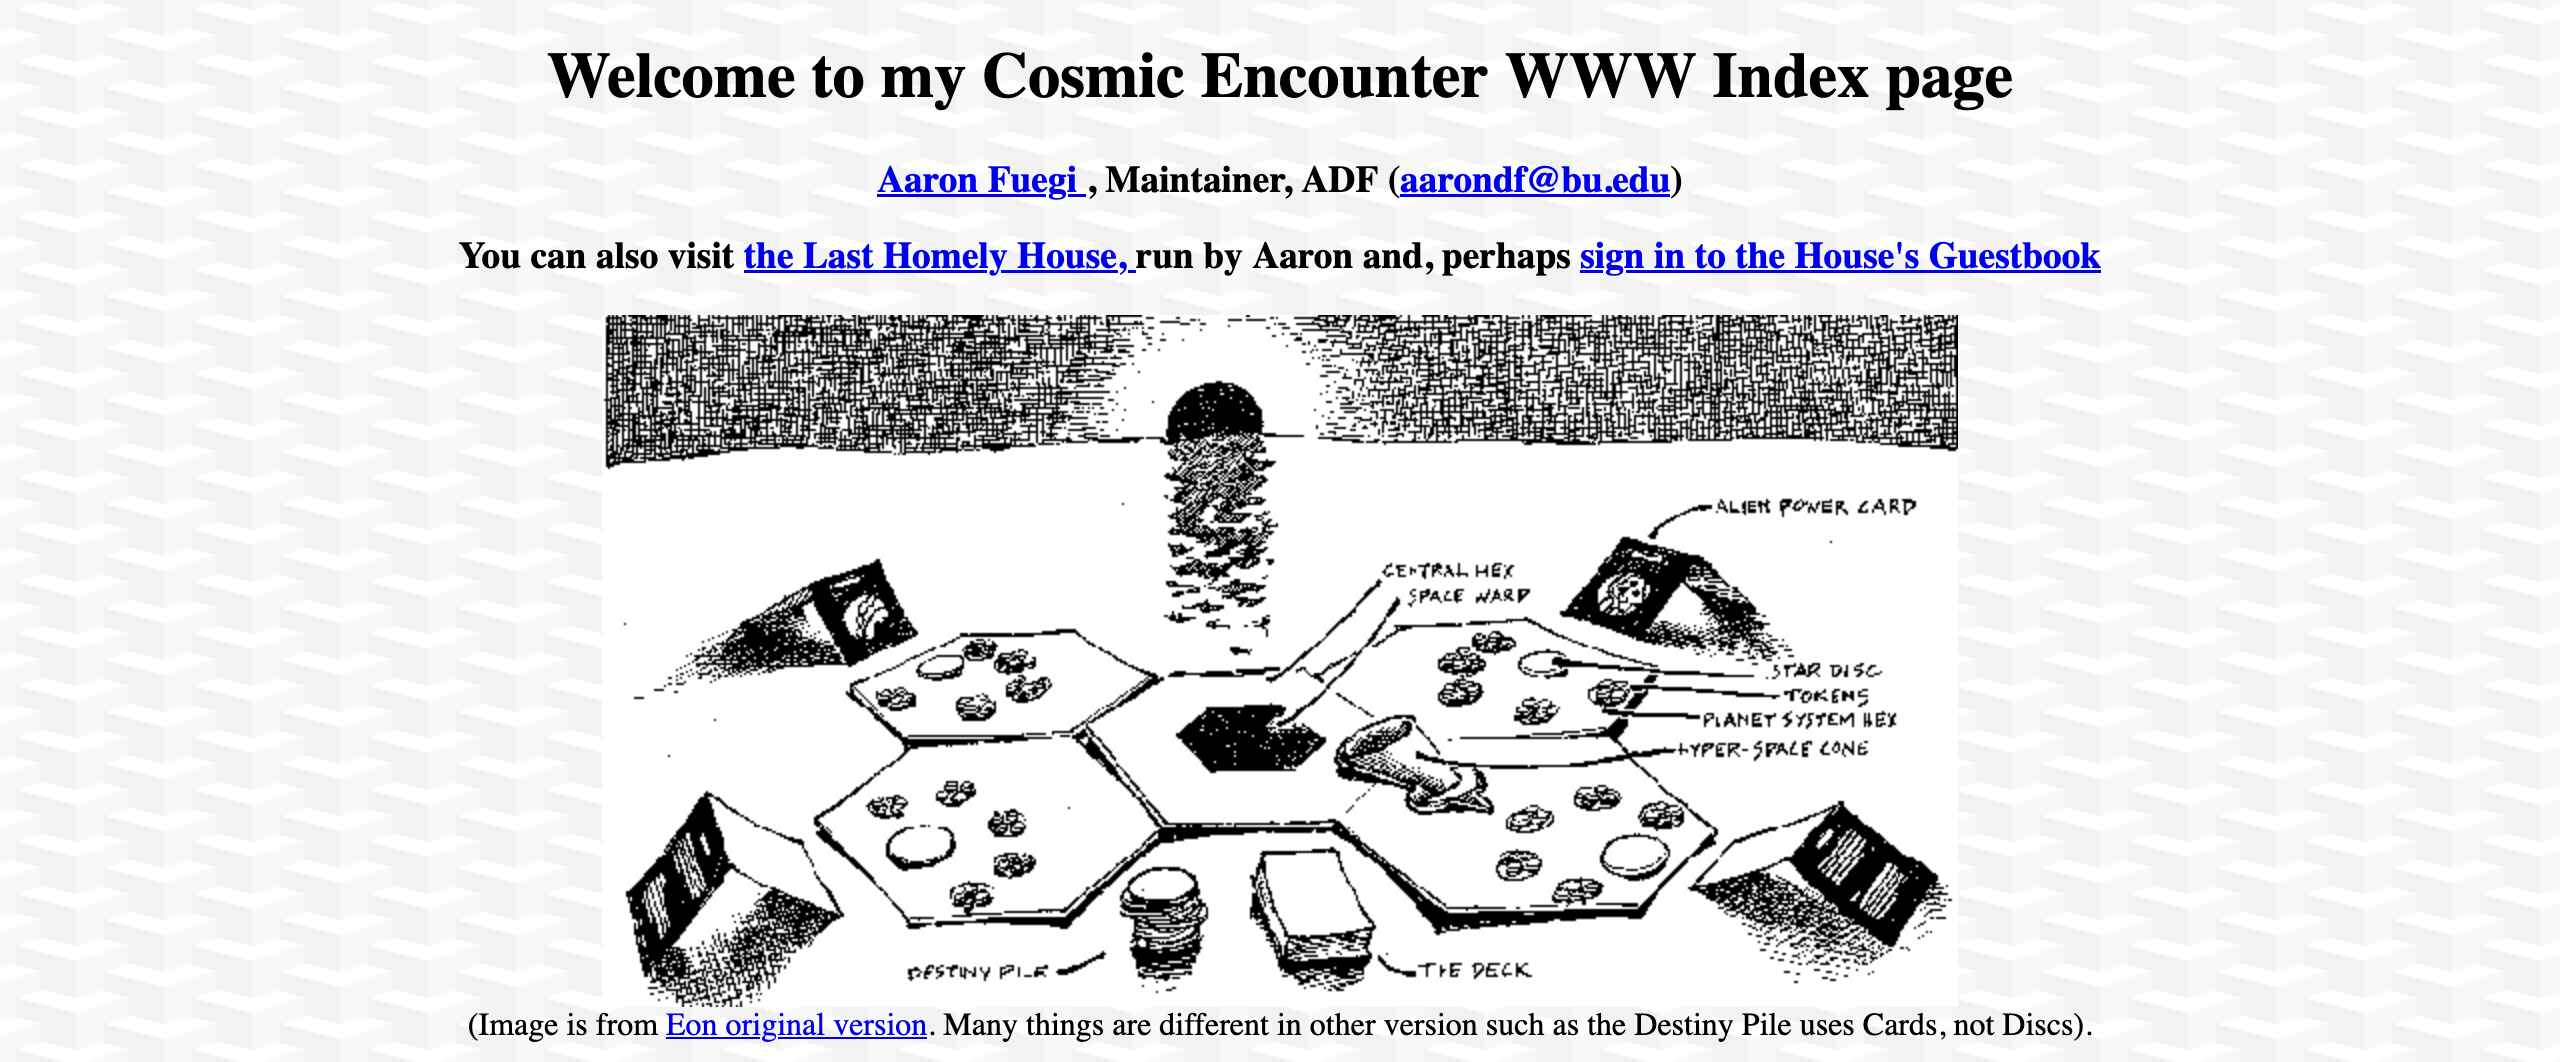 Welcome to my Cosmic Encounter WWW Index page
Aaron Fuegi , Maintainer, ADF (aarondf@bu.edu)
You can also visit the Last Homely House, run by Aaron and, perhaps sign in to the House's Guestbook
ALIEN POWER CARD
CENTRAL HEX
SPACE WARP
STAR DISC
TOKENS
PLANET SYSTEM HEX
HYPER-SPACE CONE
DESTINY PILE
THE DECK
(Image is from Eon original version. Many things are different in other version such as the Destiny Pile uses Cards, not Discs).